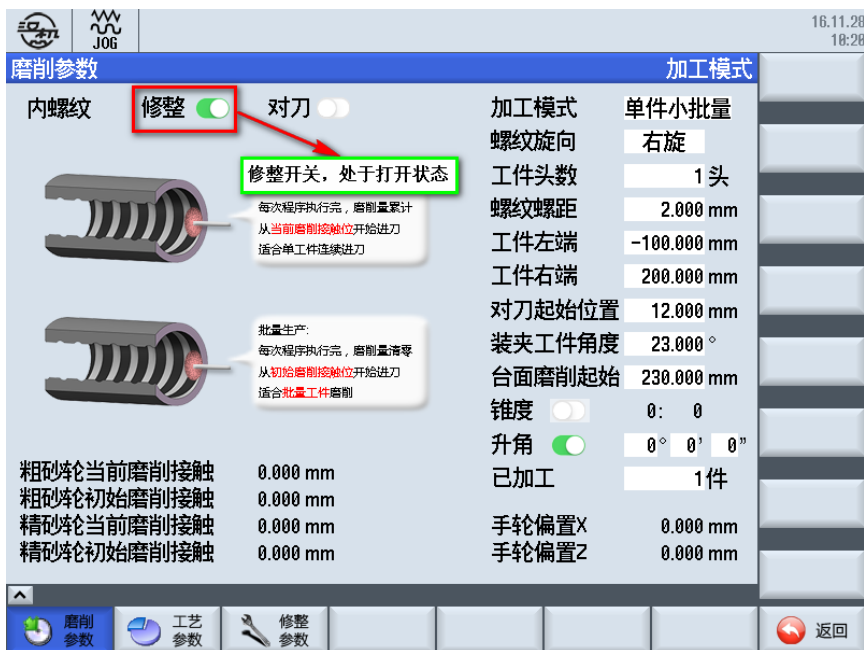 汉机
JOG
16.11.28
10:20
磨削参数
加工模式
内螺纹 修整 对刀
修整开关，处于打开状态
每次程序执行完，磨削量累计
从当前磨削接触位开始进刀
适合单工件连续进刀
批量生产:
每次程序执行完，磨削量清零
从初始磨削接触位开始进刀
适合批量工件磨削
粗砂轮当前磨削接触 0.000 mm
粗砂轮初始磨削接触 0.000 mm
精砂轮当前磨削接触 0.000 mm
精砂轮初始磨削接触 0.000 mm
加工模式 单件小批量
螺纹旋向 右旋
工件头数 1 头
螺纹螺距 2.000 mm
工件左端 -100.000 mm
工件右端 200.000 mm
对刀起始位置 12.000 mm
装夹工件角度 23.000 °
台面磨削起始 230.000 mm
锥度 0: 0
升角 0° 0' 0"
已加工 1件
手轮偏置X 0.000 mm
手轮偏置Z 0.000 mm
磨削
参数
工艺
参数
修整
参数
返回